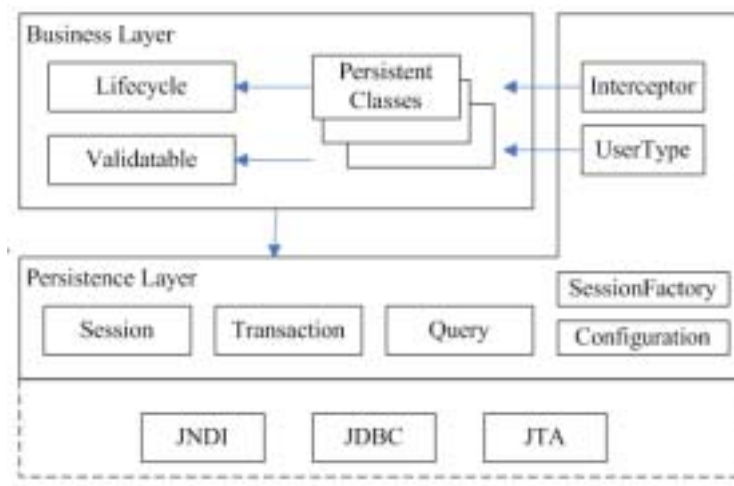 Business Layer
Lifecycle
Persistent
Classes
Interceptor
Validatable
UserType
Persistence Layer
SessionFactory
Session
Transaction
Query
Configuration
JNDI
JDBC
JTA